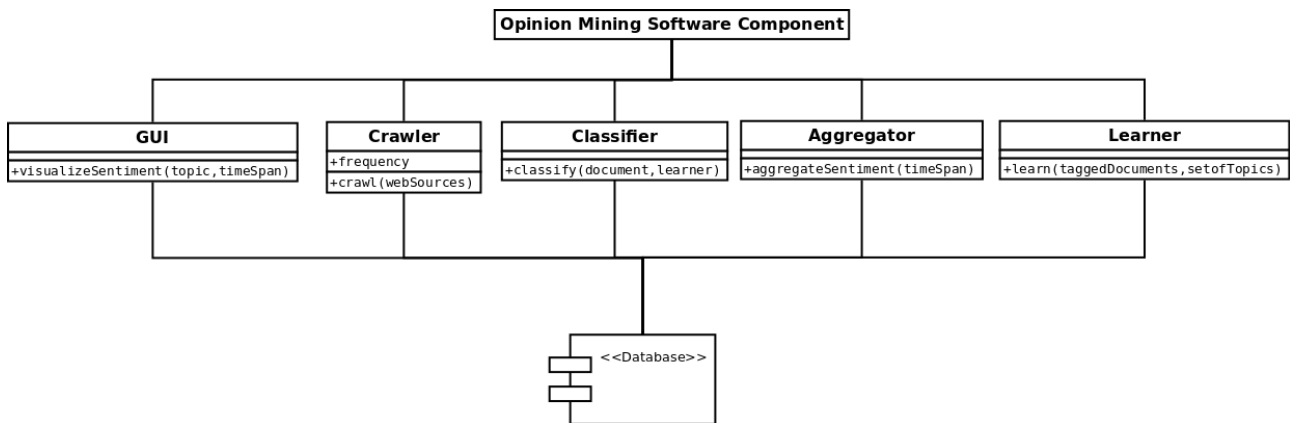 Opinion Mining Software Component
GUI
+visualizeSentiment(topic,timeSpan)
Crawler
+frequency
+crawl(webSources)
Classifier
+classify(document,learner)
Aggregator
+aggregateSentiment(timeSpan)
Learner
+learn(taggedDocuments,setofTopics)
<<Database>>